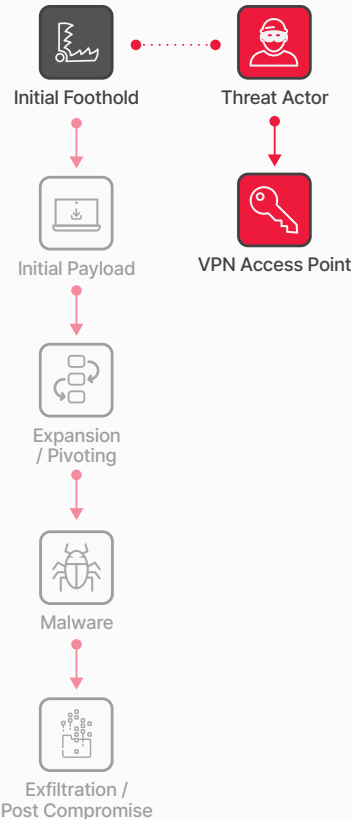 Initial Foothold
Threat Actor
Initial Payload
VPN Access Point
Expansion
/ Pivoting
Malware
Exfiltration /
Post Compromise